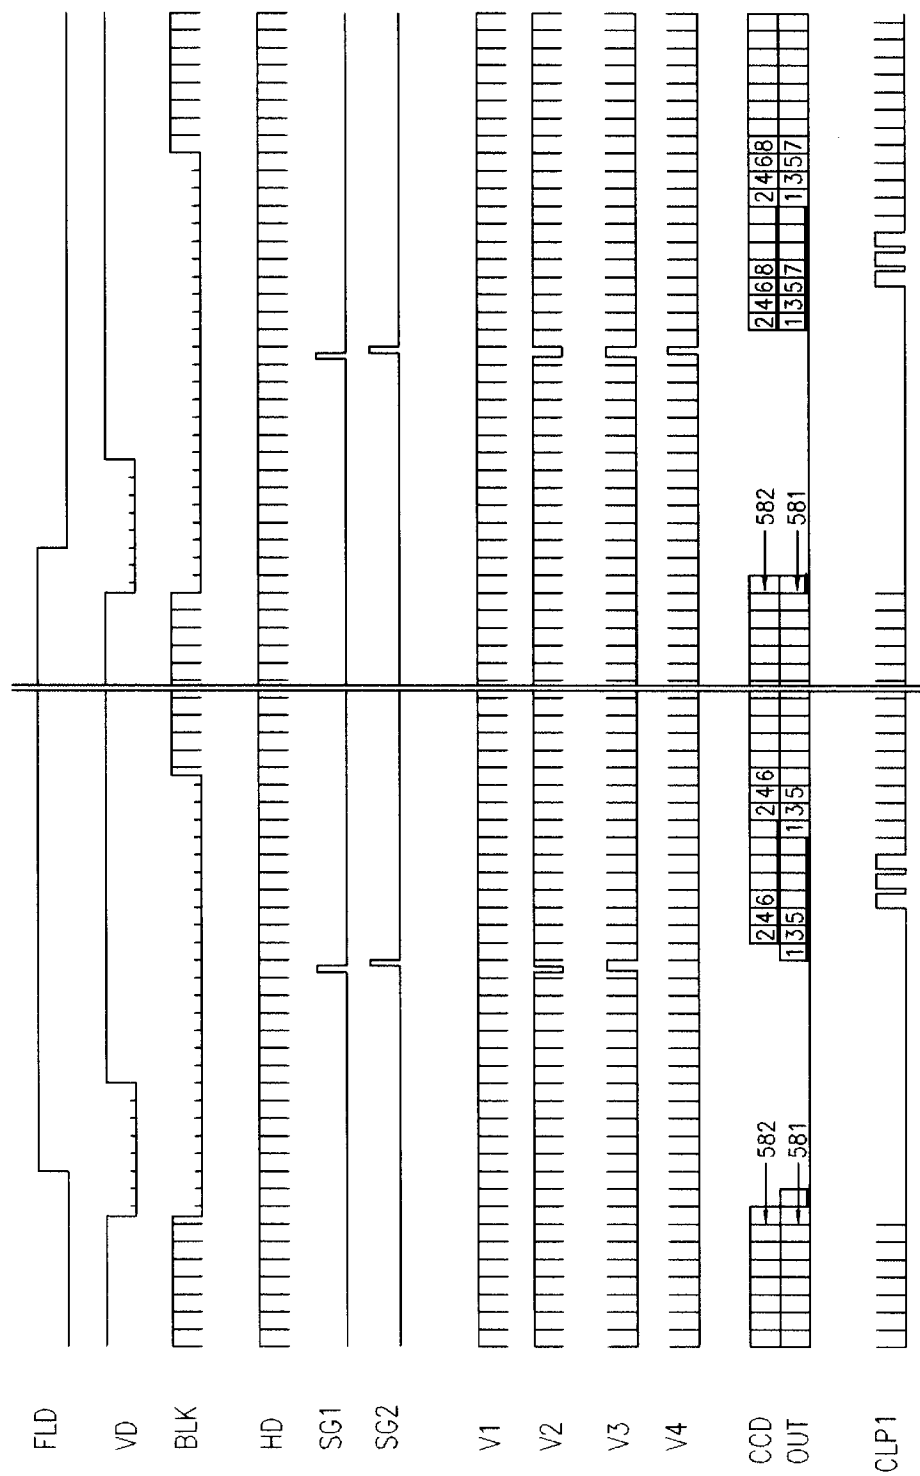 FLD
VD
BLK
HD
SG1
SG2
V1
V2
V3
V4
CCD 582 2 4 6 2 4 6 582 2 4 6 8 2 4 6 8
OUT 581 1 3 5 1 3 5 581 1 3 5 7 1 3 5 7
CLP1